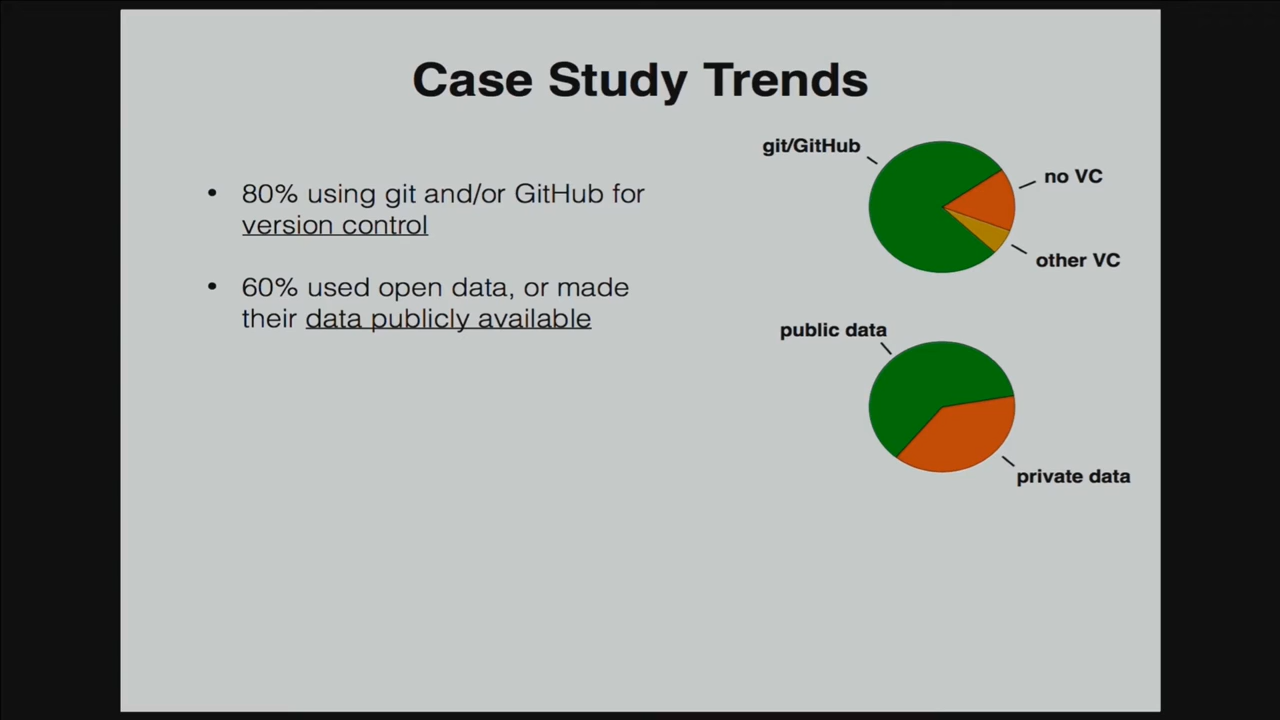 Case Study Trends
• 80% using git and/or GitHub for
version control
• 60% used open data, or made
their data publicly available
git/GitHub
no VC
other VC
public data
private data